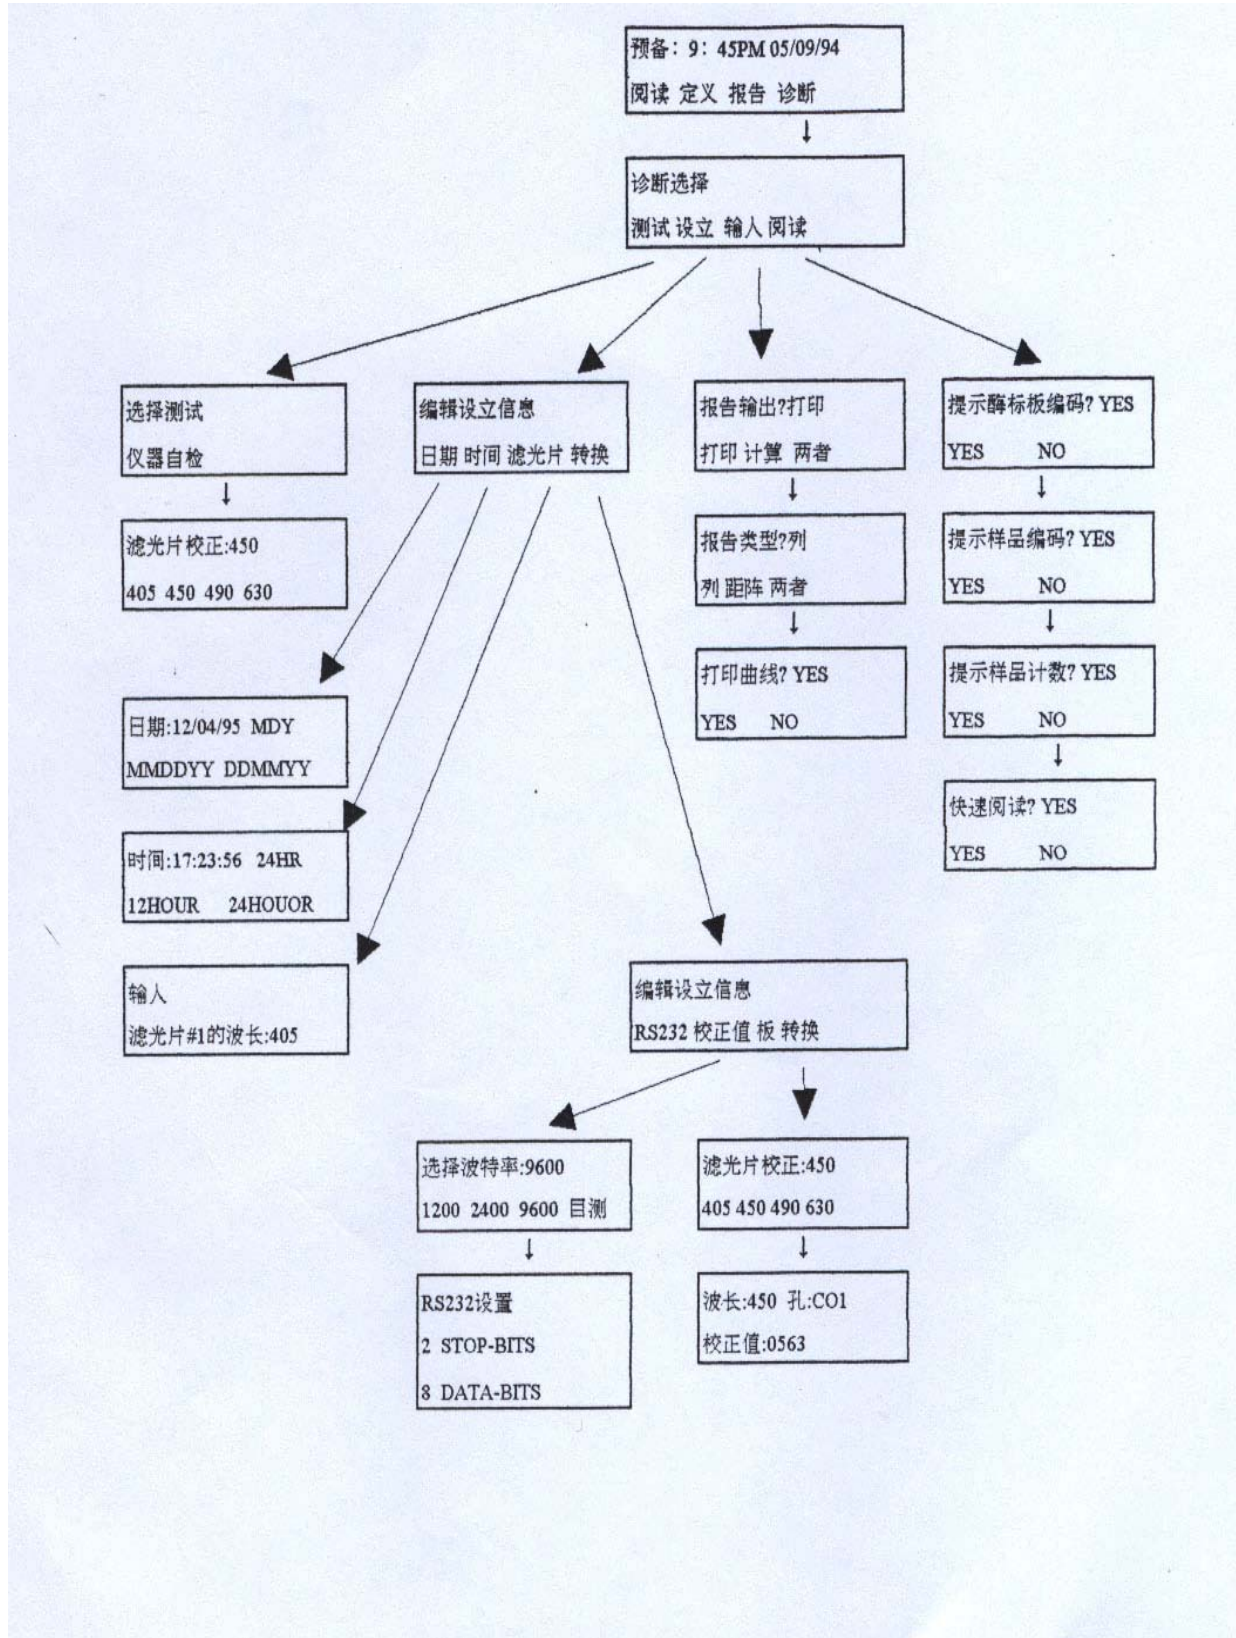 预备：9：45PM 05/09/94
阅读 定义 报告 诊断
诊断选择
测试 设立 输人 阅读
选择测试
仪器自检
滤光片校正:450
405 450 490 630
编辑设立信息
日期 时间 滤光片 转换
日期:12/04/95 MDY
MMDDYY DDMMYY
时间:17:23:56 24HR
12HOUR 24HOUOR
输人
滤光片#1的波长:405
编辑设立信息
RS232 校正值 板 转换
选择波特率:9600
1200 2400 9600 目测
RS232设置
2 STOP-BITS
8 DATA-BITS
滤光片校正:450
405 450 490 630
波长:450 孔:CO1
校正值:0563
报告输出?打印
打印 计算 两者
报告类型?列
列 距阵 两者
打印曲线? YES
YES NO
提示酶标板编码? YES
YES NO
提示样品编码? YES
YES NO
提示样品计数? YES
YES NO
快速阅读? YES
YES NO